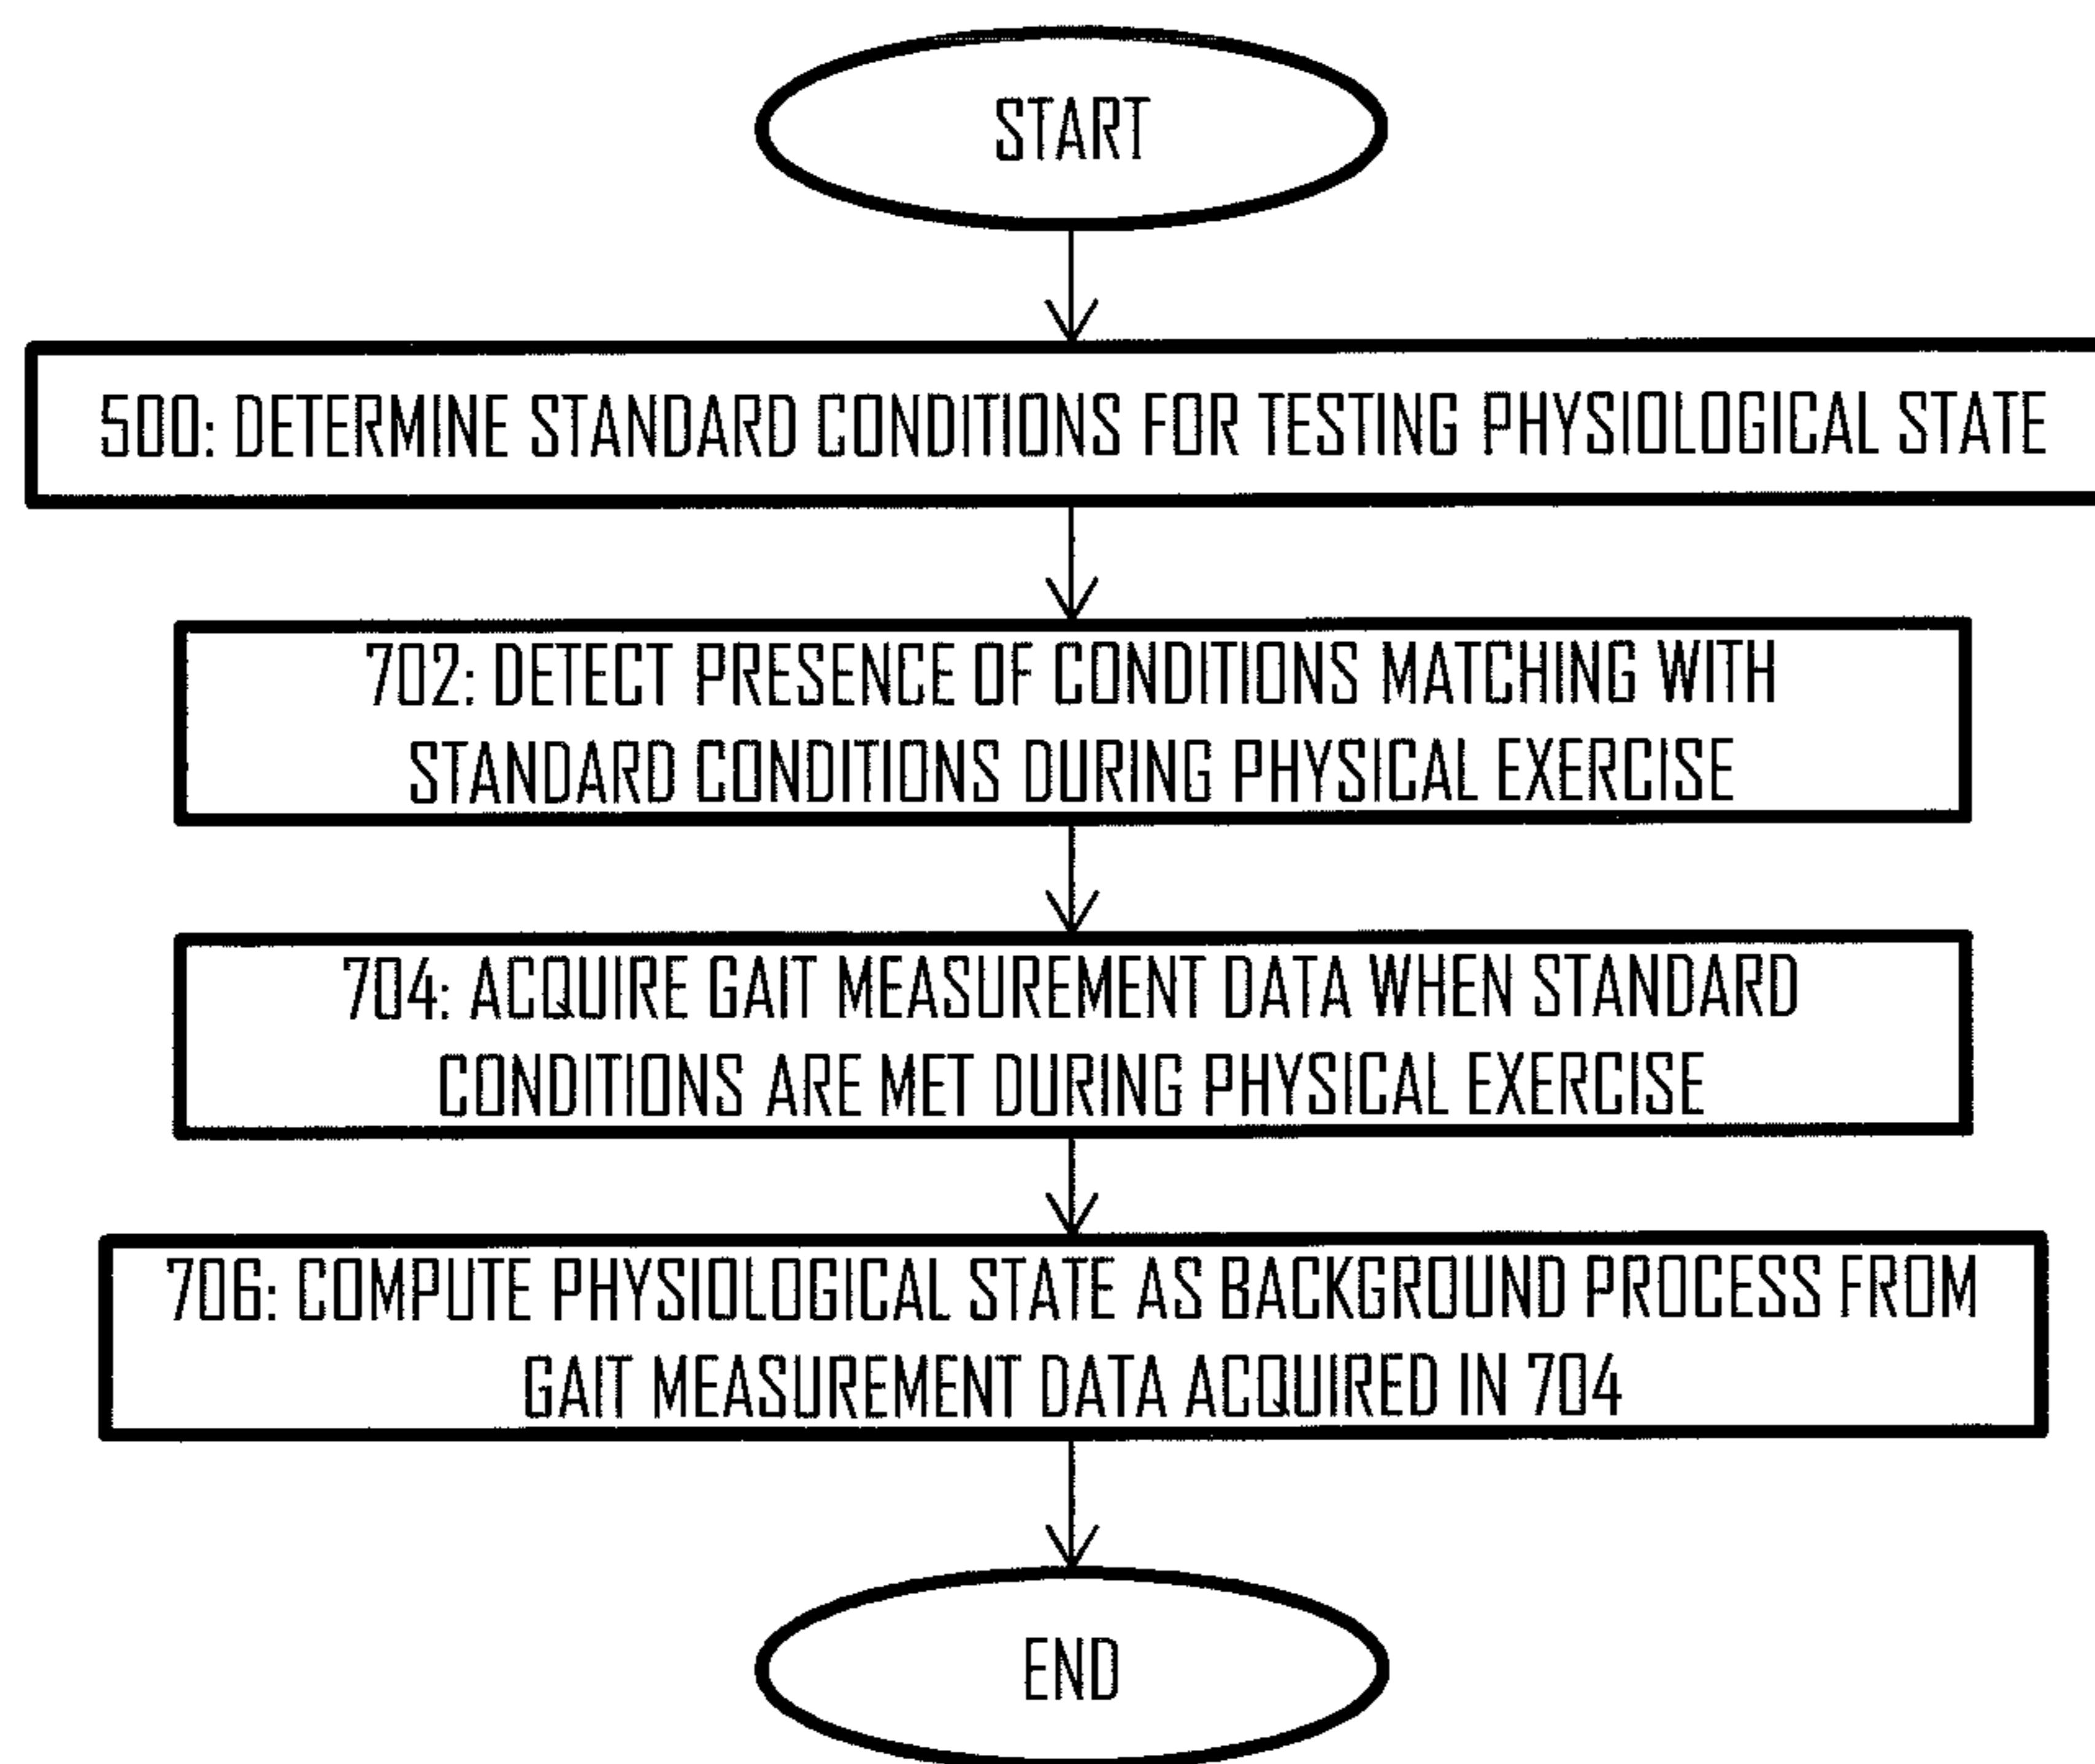 START
500: DETERMINE STANDARD CONDITIONS FOR TESTING PHYSIOLOGICAL STATE
702: DETECT PRESENCE OF CONDITIONS MATCHING WITH
STANDARD CONDITIONS DURING PHYSICAL EXERCISE
704: ACQUIRE GAIT MEASUREMENT DATA WHEN STANDARD
CONDITIONS ARE MET DURING PHYSICAL EXERCISE
706: COMPUTE PHYSIOLOGICAL STATE AS BACKGROUND PROCESS FROM
GAIT MEASUREMENT DATA ACQUIRED IN 704
END